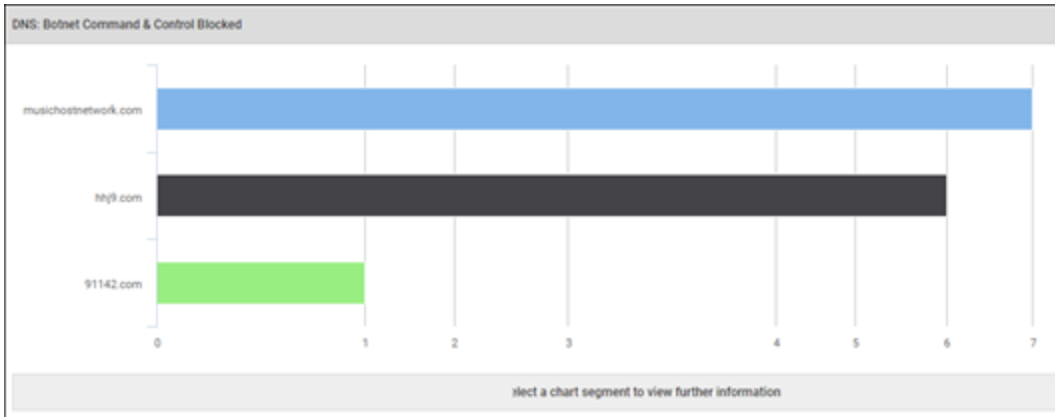 DNS: Botnet Command & Control Blocked
musichostnetwork.com
hhj9.com
91142.com
0 1 2 3 4 5 6 7
lect a chart segment to view further information